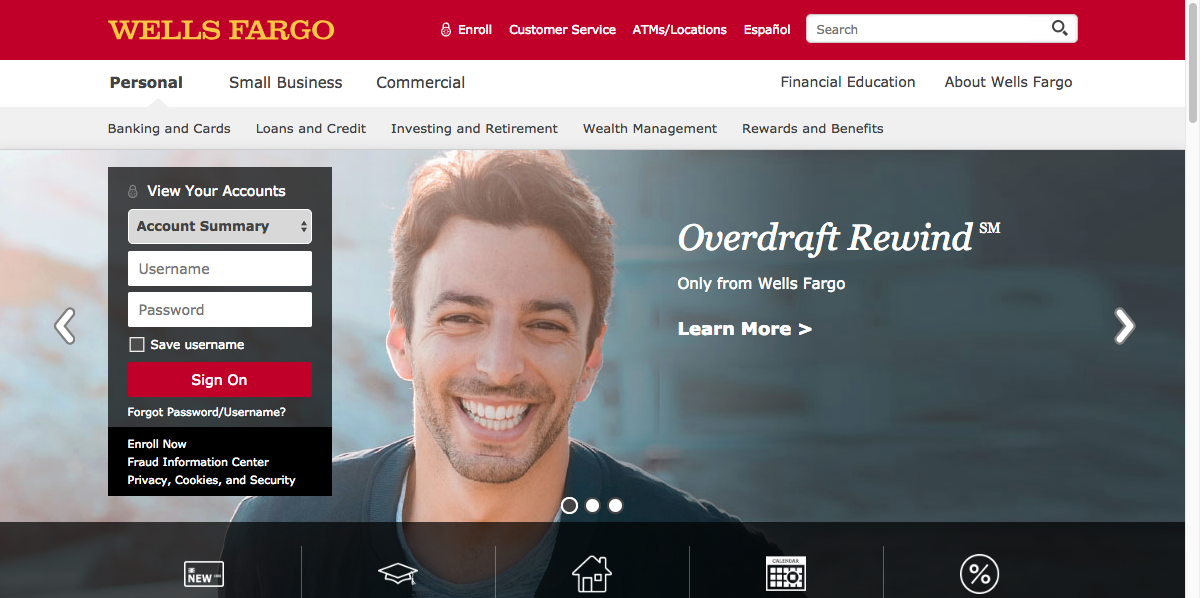 WELLS FARGO
Enroll Customer Service ATMs/Locations Español Search
Personal Small Business Commercial Financial Education About Wells Fargo
Banking and Cards Loans and Credit Investing and Retirement Wealth Management Rewards and Benefits
View Your Accounts
Account Summary
Username
Password
Save username
Sign On
Forgot Password/Username?
Enroll Now
Fraud Information Center
Privacy, Cookies, and Security
Overdraft Rewind SM
Only from Wells Fargo
Learn More >
NEW
CALENDAR
%